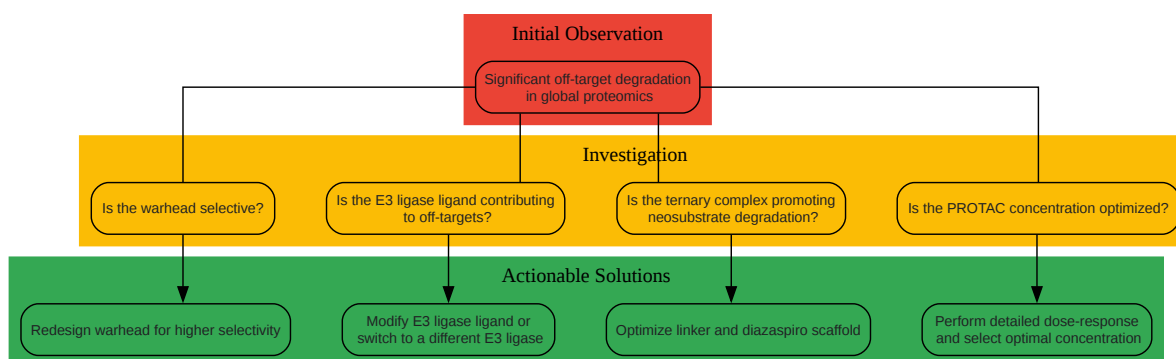 Initial Observation
Significant off-target degradation
in global proteomics
Investigation
Is the warhead selective?
Is the E3 ligase ligand contributing
to off-targets?
Is the ternary complex promoting
neosubstrate degradation?
Is the PROTAC concentration optimized?
Actionable Solutions
Redesign warhead for higher selectivity
Modify E3 ligase ligand or
switch to a different E3 ligase
Optimize linker and diazaspiro scaffold
Perform detailed dose-response
and select optimal concentration